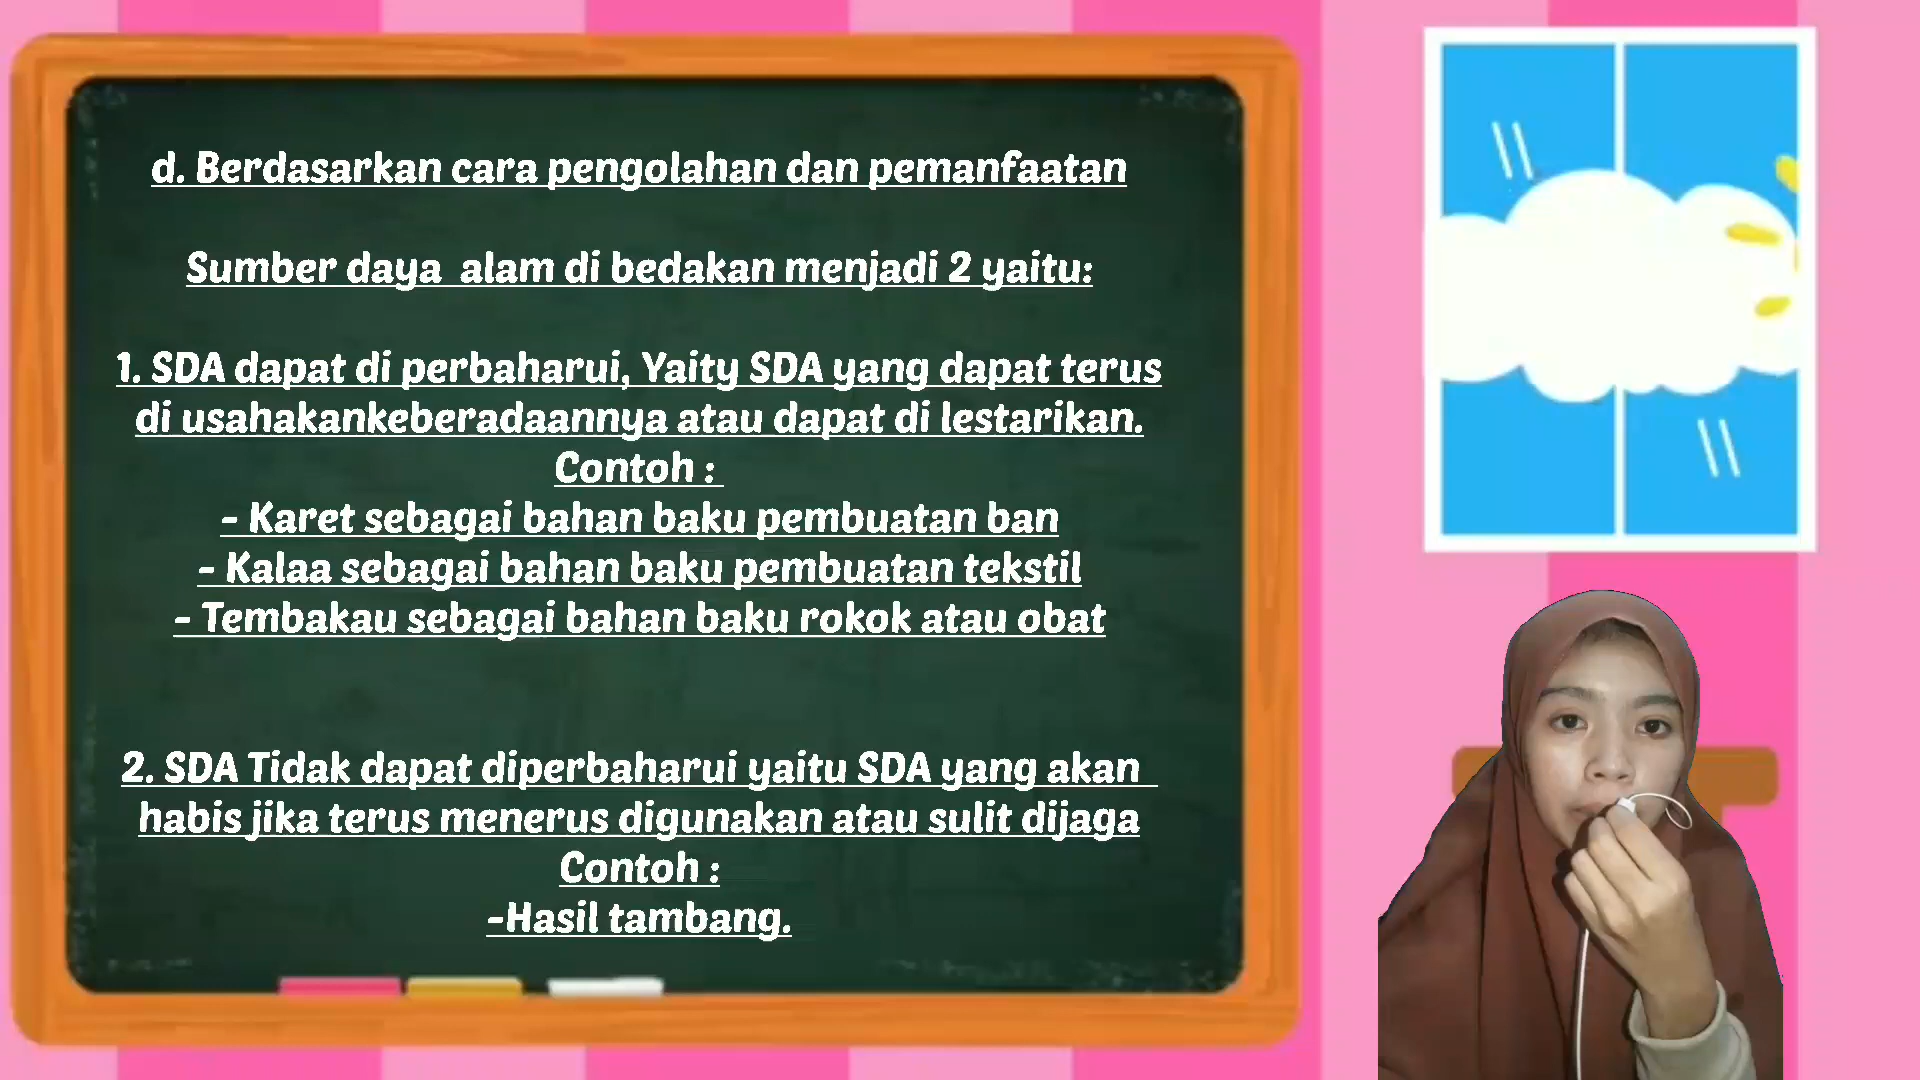 d. Berdasarkan cara pengolahan dan pemanfaatan
Sumber daya  alam di bedakan menjadi 2 yaitu:
1. SDA dapat di perbaharui, Yaity SDA yang dapat terus
di usahakankeberadaannya atau dapat di lestarikan.
Contoh :
- Karet sebagai bahan baku pembuatan ban
- Kalaa sebagai bahan baku pembuatan tekstil
- Tembakau sebagai bahan baku rokok atau obat
2. SDA Tidak dapat diperbaharui yaitu SDA yang akan
habis jika terus menerus digunakan atau sulit dijaga
Contoh :
-Hasil tambang.